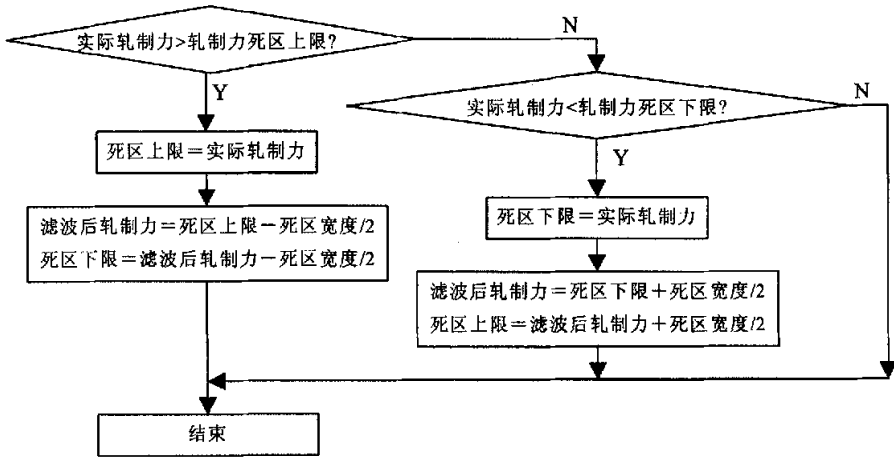 实际轧制力>轧制力死区上限?
N
Y
实际轧制力<轧制力死区下限?
N
死区上限=实际轧制力
Y
滤波后轧制力=死区上限-死区宽度/2
死区下限=滤波后轧制力-死区宽度/2
死区下限=实际轧制力
滤波后轧制力=死区下限+死区宽度/2
死区上限=滤波后轧制力+死区宽度/2
结束